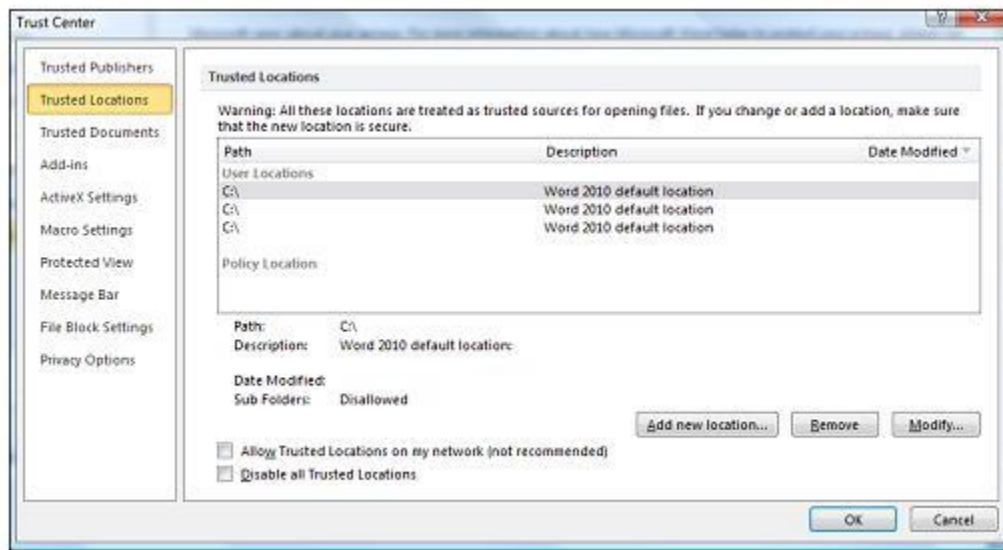 Trust Center
Trusted Publishers
Trusted Locations
Trusted Documents
Add-ins
ActiveX Settings
Macro Settings
Protected View
Message Bar
File Block Settings
Privacy Options
Trusted Locations
Warning: All these locations are treated as trusted sources for opening files. If you change or add a location, make sure
that the new location is secure.
Path Description Date Modified
User Locations
C:\ Word 2010 default location
C:\ Word 2010 default location
C:\ Word 2010 default location
Policy Location
Path: C:\
Description: Word 2010 default location:
Date Modified:
Sub Folders: Disallowed
Add new location... Remove Modify...
Allow Trusted Locations on my network (not recommended)
Disable all Trusted Locations
OK Cancel